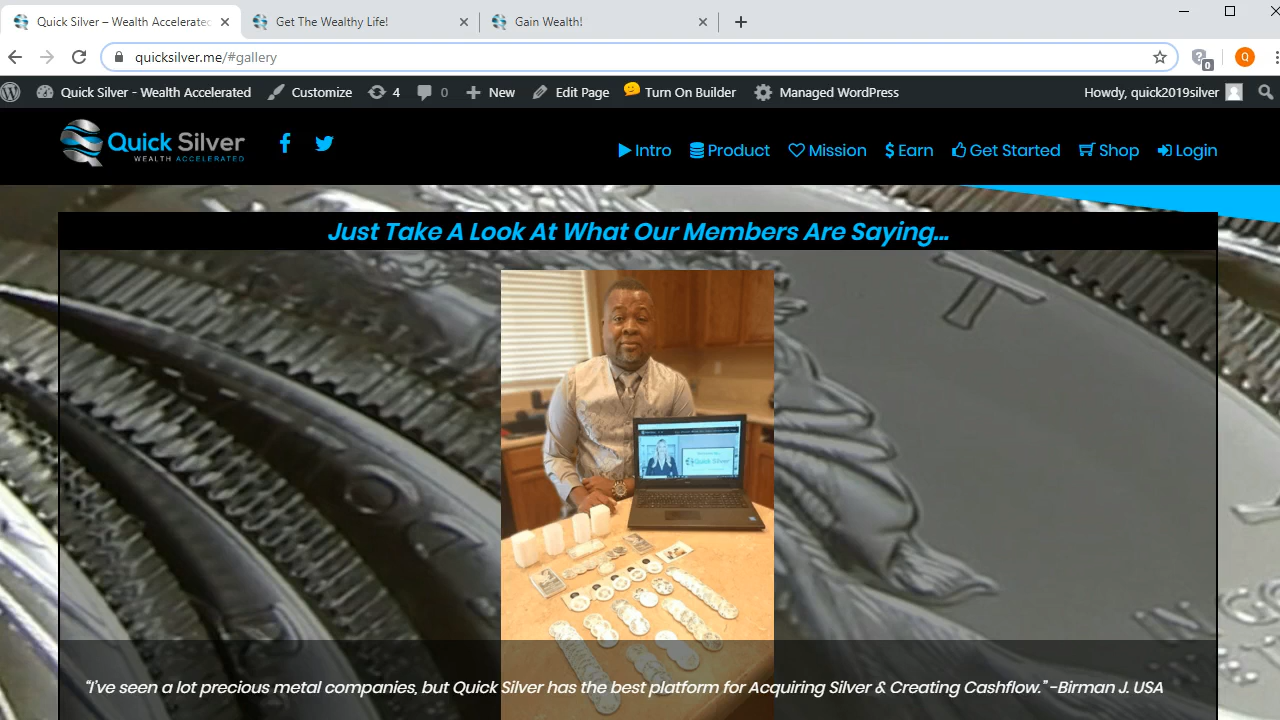 Quick Silver – Wealth Accelerated
Get The Wealthy Life!
Gain Wealth!
quicksilver.me/#gallery
Q
0
Quick Silver - Wealth Accelerated
Customize
4
0
New
Edit Page
Turn On Builder
Managed WordPress
Howdy, quick2019silver
Quick Silver
WEALTH ACCELERATED
Intro
Product
Mission
Earn
Get Started
Shop
Login
Just Take A Look At What Our Members Are Saying...
Quick Silver
“I’ve seen a lot precious metal companies, but Quick Silver has the best platform for Acquiring Silver & Creating Cashflow.” -Birman J. USA